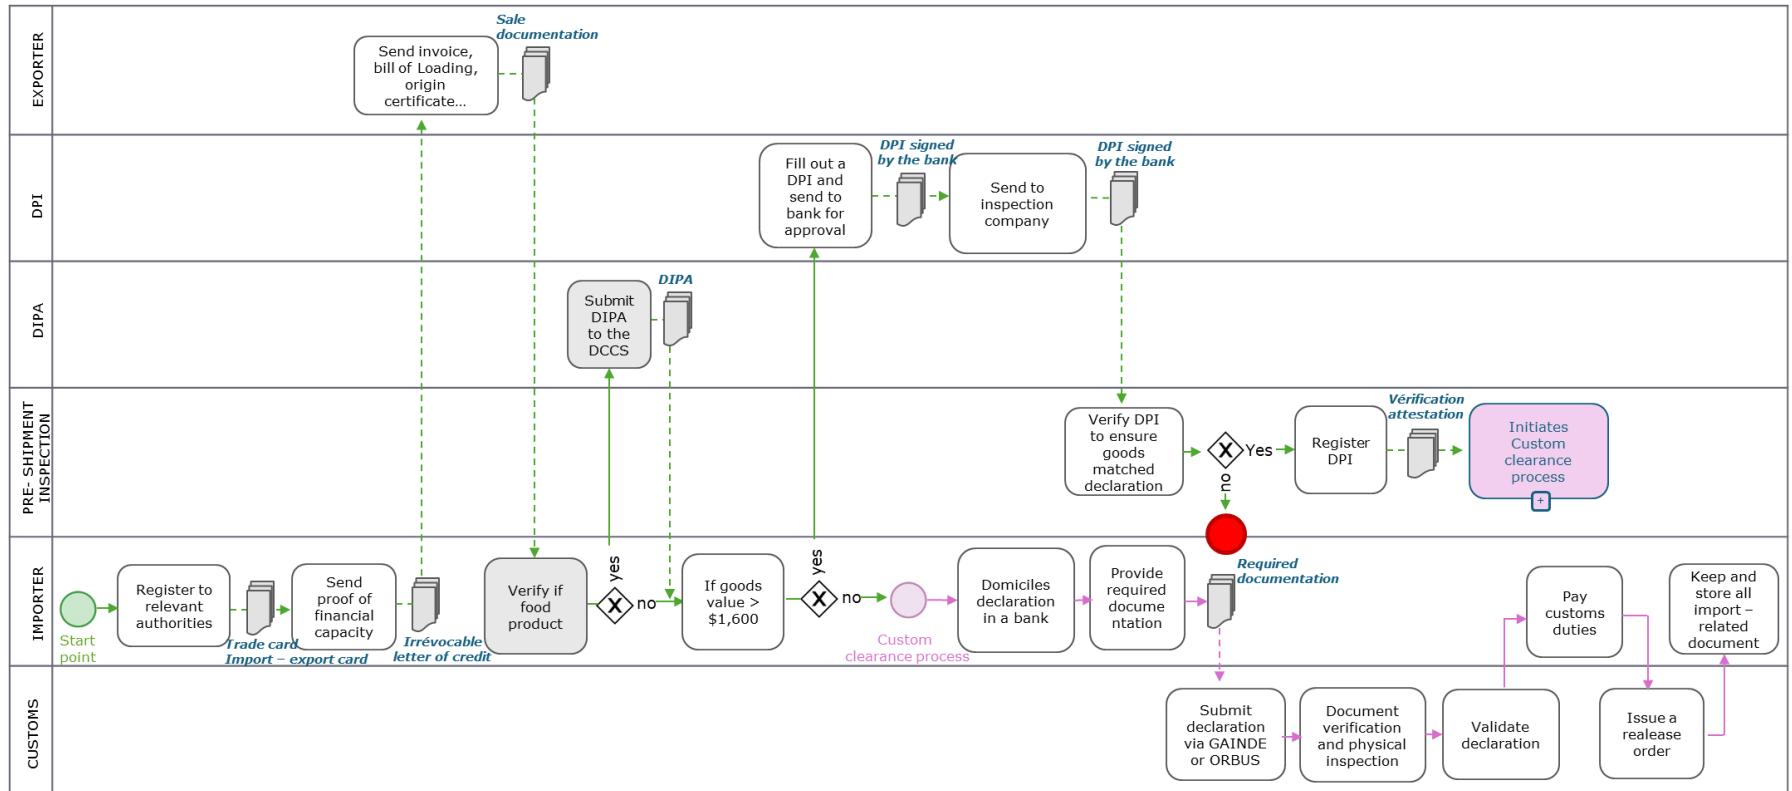 EXPORTER
Sale
documentation
Send invoice,
bill of Loading,
origin
certificate...
DPI
Fill out a
DPI and
send to
bank for
approval
DPI signed
by the bank
Send to
inspection
company
DPI signed
by the bank
DIPA
Submit
DIPA
to the
DCCS
DIPA
PRE- SHIPMENT
INSPECTION
Verify DPI
to ensure
goods
matched
declaration
X
Yes
no
Register
DPI
Vérification
attestation
Initiates
Custom
clearance
process
+
IMPORTER
Start
point
Register to
relevant
authorities
Trade card
Import – export card
Send
proof of
financial
capacity
Irrévocable
letter of credit
Verify if
food
product
X
yes
no
If goods
value >
$1,600
X
yes
no
Custom
clearance process
Domiciles
declaration
in a bank
Provide
required
docume
ntation
Required
documentation
Pay
customs
duties
Keep and
store all
import –
related
document
CUSTOMS
Submit
declaration
via GAINDE
or ORBUS
Document
verification
and physical
inspection
Validate
declaration
Issue a
realease
order